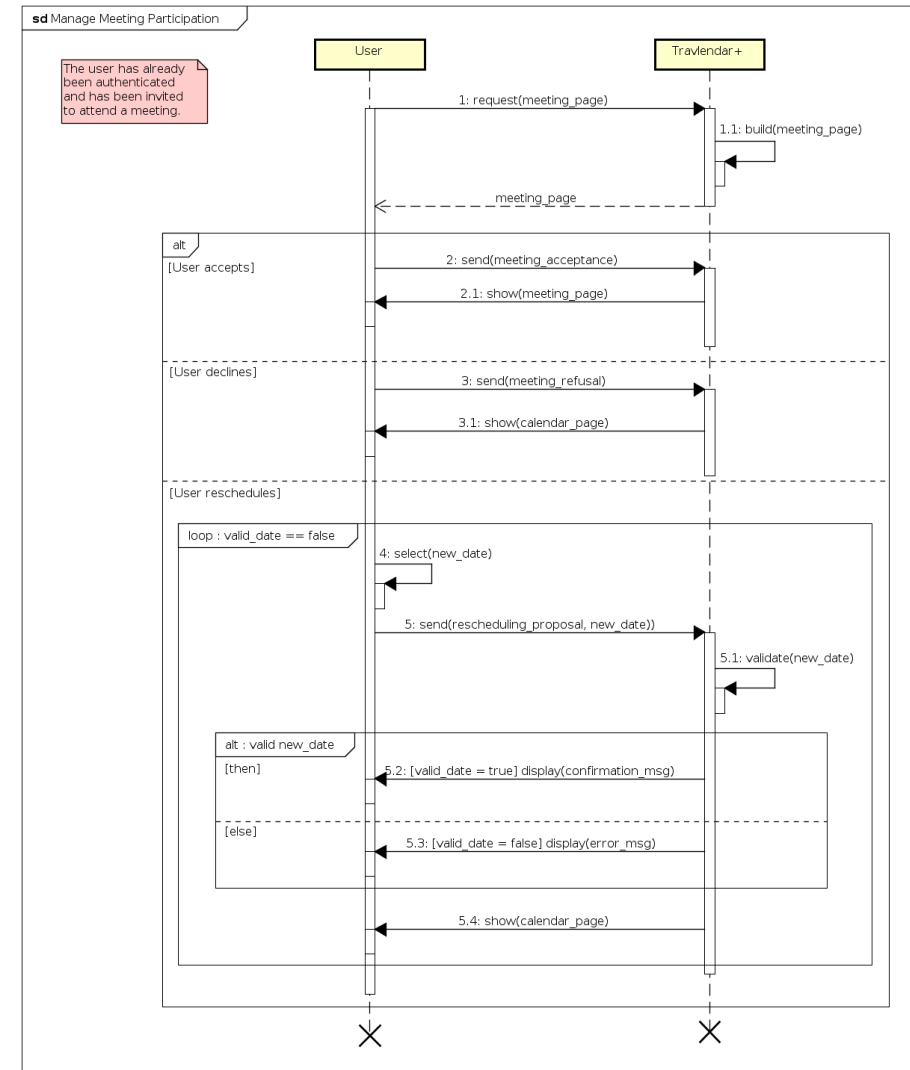 sd Manage Meeting Participation
User
Travlendar+
The user has already
been authenticated
and has been invited
to attend a meeting.
1: request(meeting_page)
1.1: build(meeting_page)
meeting_page
alt
[User accepts]
2: send(meeting_acceptance)
2.1: show(meeting_page)
[User declines]
3: send(meeting_refusal)
3.1: show(calendar_page)
[User reschedules]
loop : valid_date == false
4: select(new_date)
5: send(rescheduling_proposal, new_date))
5.1: validate(new_date)
alt : valid new_date
[then]
5.2: [valid_date = true] display(confirmation_msg)
[else]
5.3: [valid_date = false] display(error_msg)
5.4: show(calendar_page)